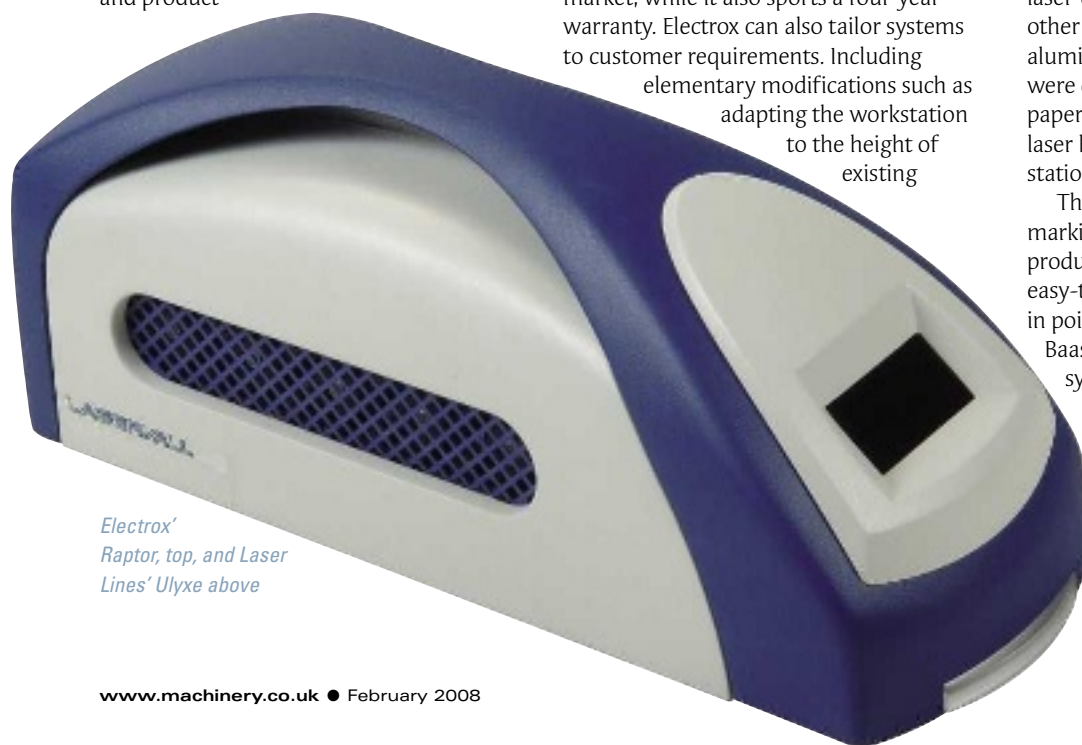 and product
market, while it also sports a four-year
warranty. Electrox can also tailor systems
to customer requirements. Including
elementary modifications such as
adapting the workstation
to the height of
existing
other
alumi
were
paper
laser
statio
Th
marki
produ
easy-t
in poi
Baas
sy
Electrox’
Raptor, top, and Laser
Lines’ Ulyxe above
www.machinery.co.uk ● February 2008